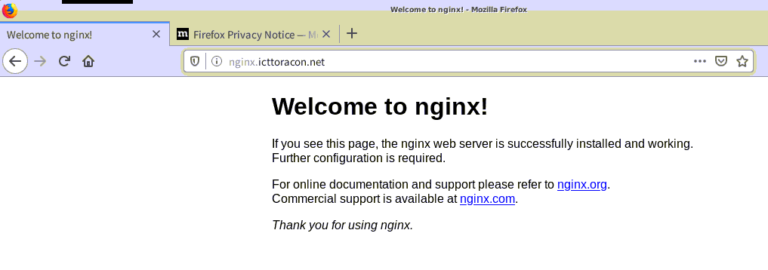 Welcome to nginx! - Mozilla Firefox
Welcome to nginx!
Firefox Privacy Notice — M
nginx.icttoracon.net
Welcome to nginx!
If you see this page, the nginx web server is successfully installed and working.
Further configuration is required.
For online documentation and support please refer to nginx.org.
Commercial support is available at nginx.com.
Thank you for using nginx.